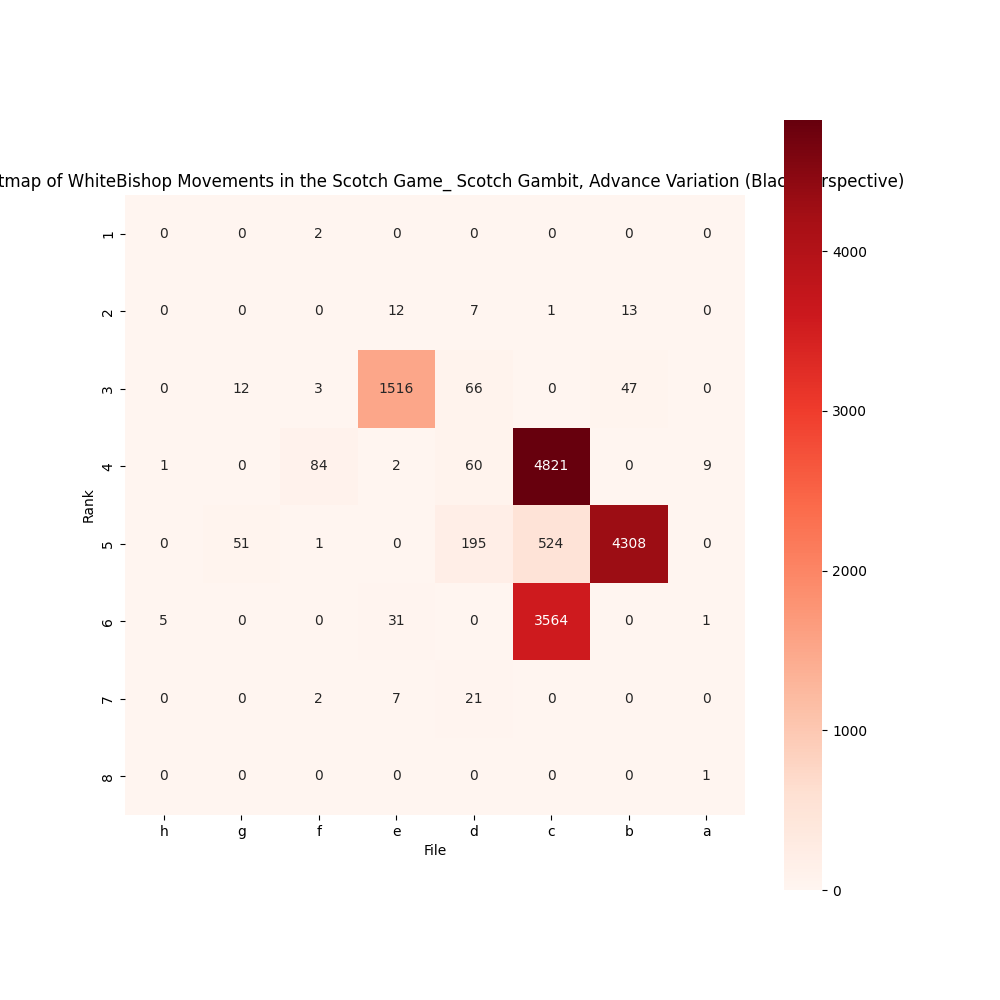 tmap of WhiteBishop Movements in the Scotch Game_ Scotch Gambit, Advance Variation (Blac rspective)
1 0 0 2 0 0 0 0 0
2 0 0 0 12 7 1 13 0
3 0 12 3 1516 66 0 47 0
4 1 0 84 2 60 4821 0 9
Rank
5 0 51 1 0 195 524 4308 0
6 5 0 0 31 0 3564 0 1
7 0 0 2 7 21 0 0 0
8 0 0 0 0 0 0 0 1
h g f e d c b a
File
4000
3000
2000
1000
0